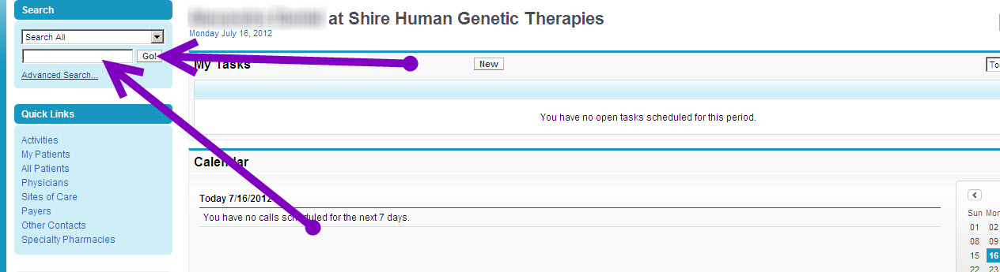 Search
Search All
Go!
Advanced Search...
Quick Links
Activities
My Patients
All Patients
Physicians
Sites of Care
Payers
Other Contacts
Specialty Pharmacies
at Shire Human Genetic Therapies
Monday July 16, 2012
My Tasks
New
To
You have no open tasks scheduled for this period.
Calendar
Today 7/16/2012
You have no calls scheduled for the next 7 days.
<
Sun Mo
01 02
08 09
15 16
22 23